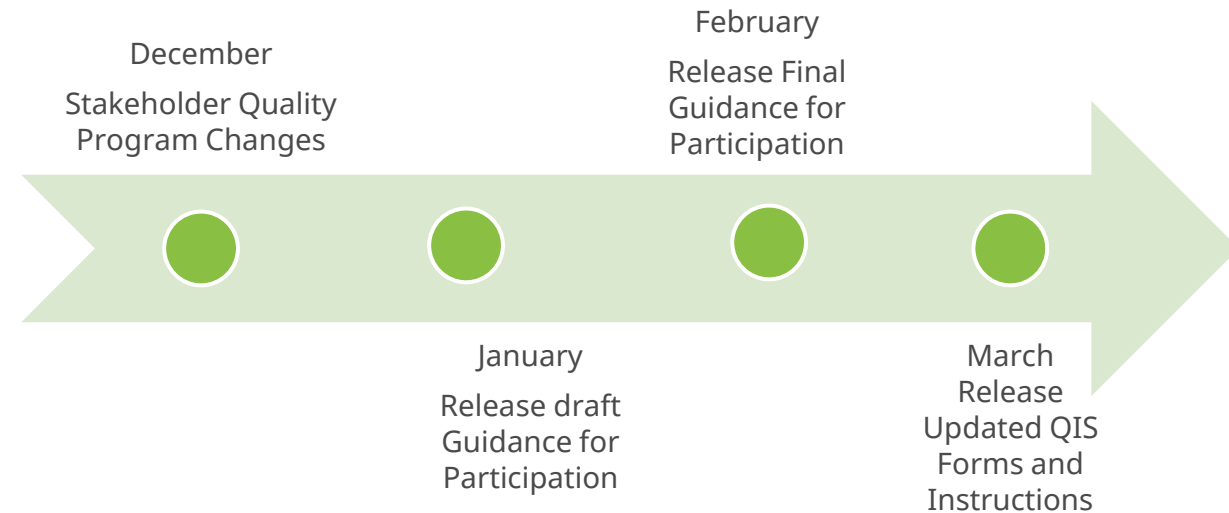 December
Stakeholder Quality
Program Changes
January
Release draft
Guidance for
Participation
February
Release Final
Guidance for
Participation
March
Release
Updated QIS
Forms and
Instructions